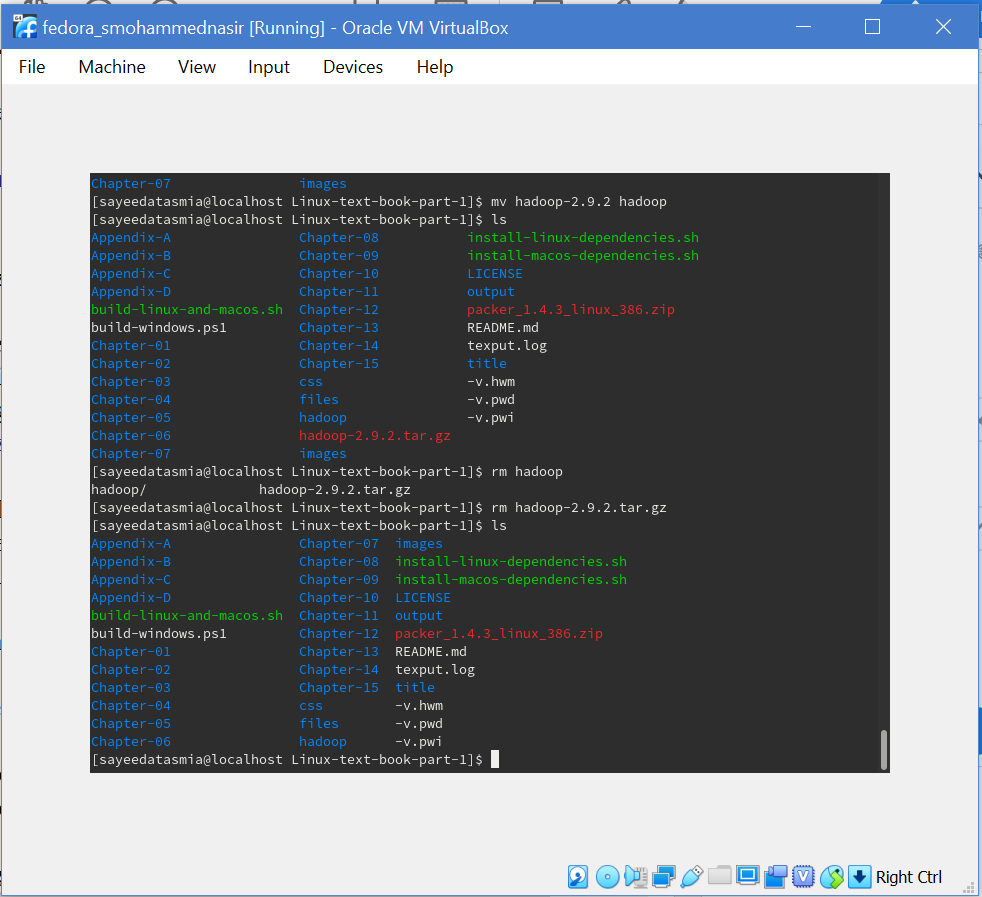 fedora_smohammednasir [Running] - Oracle VM VirtualBox
File Machine View Input Devices Help
Chapter-07 images
[sayeedatasmia@localhost Linux-text-book-part-1]$ mv hadoop-2.9.2 hadoop
[sayeedatasmia@localhost Linux-text-book-part-1]$ ls
Appendix-A Chapter-08 install-linux-dependencies.sh
Appendix-B Chapter-09 install-macos-dependencies.sh
Appendix-C Chapter-10 LICENSE
Appendix-D Chapter-11 output
build-linux-and-macos.sh Chapter-12 packer_1.4.3_linux_386.zip
build-windows.ps1 Chapter-13 README.md
Chapter-01 Chapter-14 texput.log
Chapter-02 Chapter-15 title
Chapter-03 css -v.hwm
Chapter-04 files -v.pwd
Chapter-05 hadoop -v.pwi
Chapter-06 hadoop-2.9.2.tar.gz
Chapter-07 images
[sayeedatasmia@localhost Linux-text-book-part-1]$ rm hadoop
hadoop/ hadoop-2.9.2.tar.gz
[sayeedatasmia@localhost Linux-text-book-part-1]$ rm hadoop-2.9.2.tar.gz
[sayeedatasmia@localhost Linux-text-book-part-1]$ ls
Appendix-A Chapter-07 images
Appendix-B Chapter-08 install-linux-dependencies.sh
Appendix-C Chapter-09 install-macos-dependencies.sh
Appendix-D Chapter-10 LICENSE
build-linux-and-macos.sh Chapter-11 output
build-windows.ps1 Chapter-12 packer_1.4.3_linux_386.zip
Chapter-01 Chapter-13 README.md
Chapter-02 Chapter-14 texput.log
Chapter-03 Chapter-15 title
Chapter-04 css -v.hwm
Chapter-05 files -v.pwd
Chapter-06 hadoop -v.pwi
[sayeedatasmia@localhost Linux-text-book-part-1]$
Right Ctrl